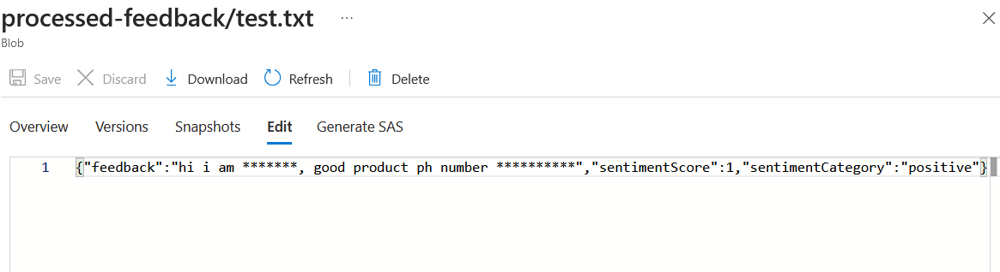 processed-feedback/test.txt ...
Blob
Save Discard Download Refresh Delete
Overview Versions Snapshots Edit Generate SAS
1 {"feedback":"hi i am *******, good product ph number **********","sentimentScore":1,"sentimentCategory":"positive"}